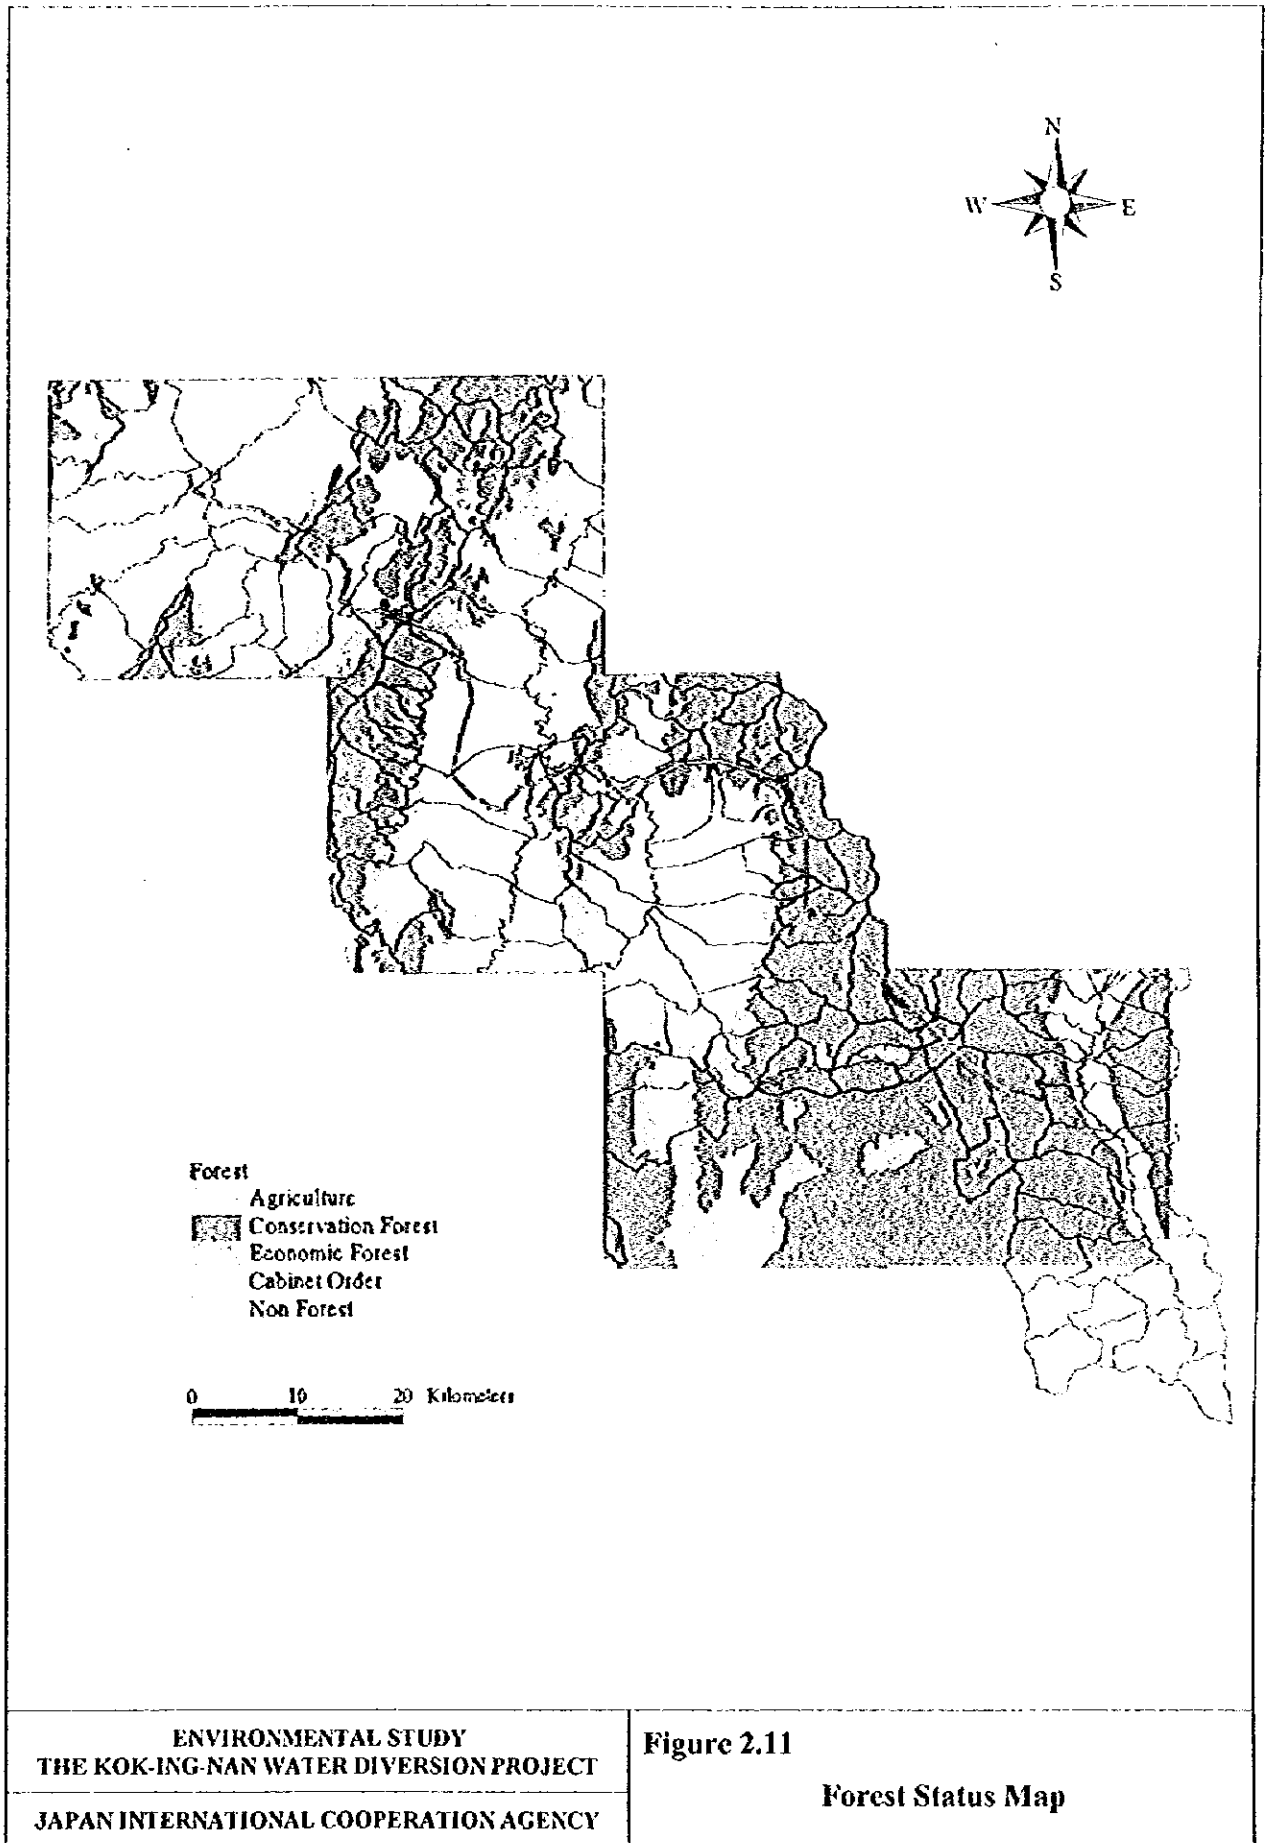 N
W E
S
Forest
Agriculture
Conservation Forest
Economic Forest
Cabinet Order
Non Forest
0 10 20 Kilometers
ENVIRONMENTAL STUDY
THE KOK-ING-NAN WATER DIVERSION PROJECT
JAPAN INTERNATIONAL COOPERATION AGENCY
Figure 2.11
Forest Status Map